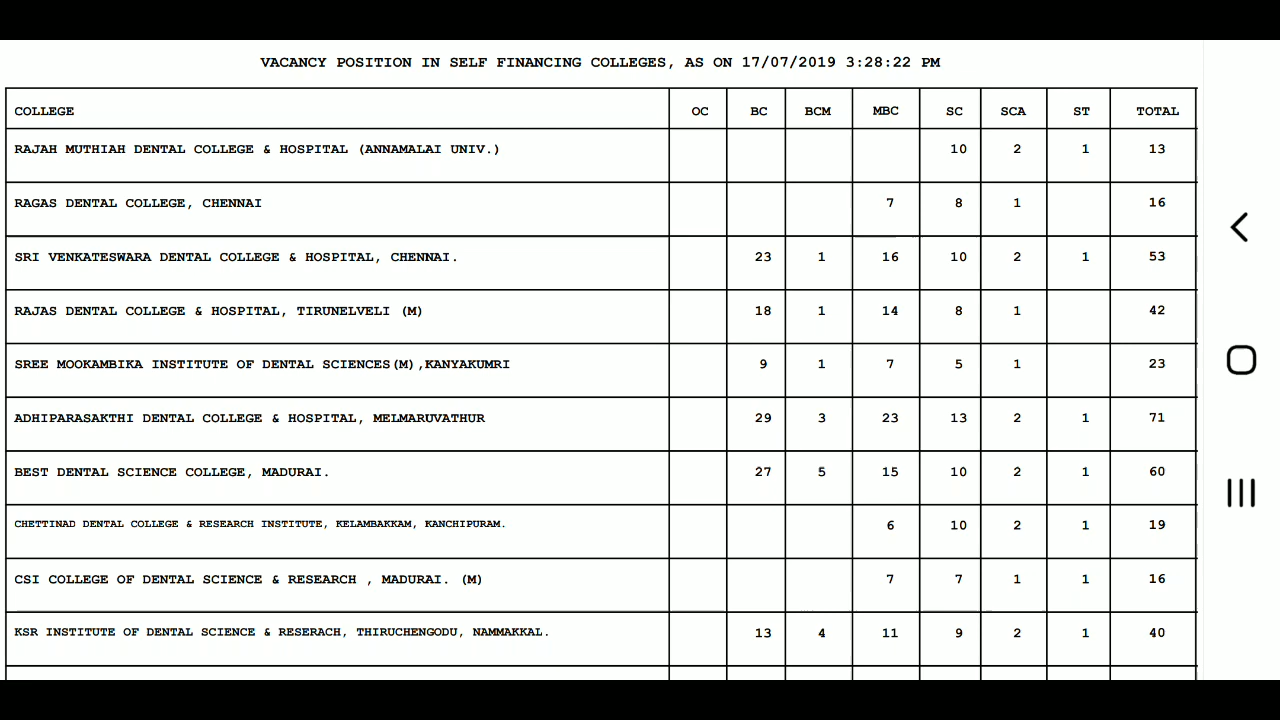 VACANCY POSITION IN SELF FINANCING COLLEGES, AS ON 17/07/2019 3:28:22 PM
COLLEGE OC BC BCM MBC SC SCA ST TOTAL
RAJAH MUTHIAH DENTAL COLLEGE & HOSPITAL (ANNAMALAI UNIV.) 10 2 1 13
RAGAS DENTAL COLLEGE, CHENNAI 7 8 1 16
SRI VENKATESWARA DENTAL COLLEGE & HOSPITAL, CHENNAI. 23 1 16 10 2 1 53
RAJAS DENTAL COLLEGE & HOSPITAL, TIRUNELVELI (M) 18 1 14 8 1 42
SREE MOOKAMBIKA INSTITUTE OF DENTAL SCIENCES(M),KANYAKUMRI 9 1 7 5 1 23
ADHIPARASAKTHI DENTAL COLLEGE & HOSPITAL, MELMARUVATHUR 29 3 23 13 2 1 71
BEST DENTAL SCIENCE COLLEGE, MADURAI. 27 5 15 10 2 1 60
CHETTINAD DENTAL COLLEGE & RESEARCH INSTITUTE, KELAMBAKKAM, KANCHIPURAM. 6 10 2 1 19
CSI COLLEGE OF DENTAL SCIENCE & RESEARCH , MADURAI. (M) 7 7 1 1 16
KSR INSTITUTE OF DENTAL SCIENCE & RESERACH, THIRUCHENGODU, NAMMAKKAL. 13 4 11 9 2 1 40